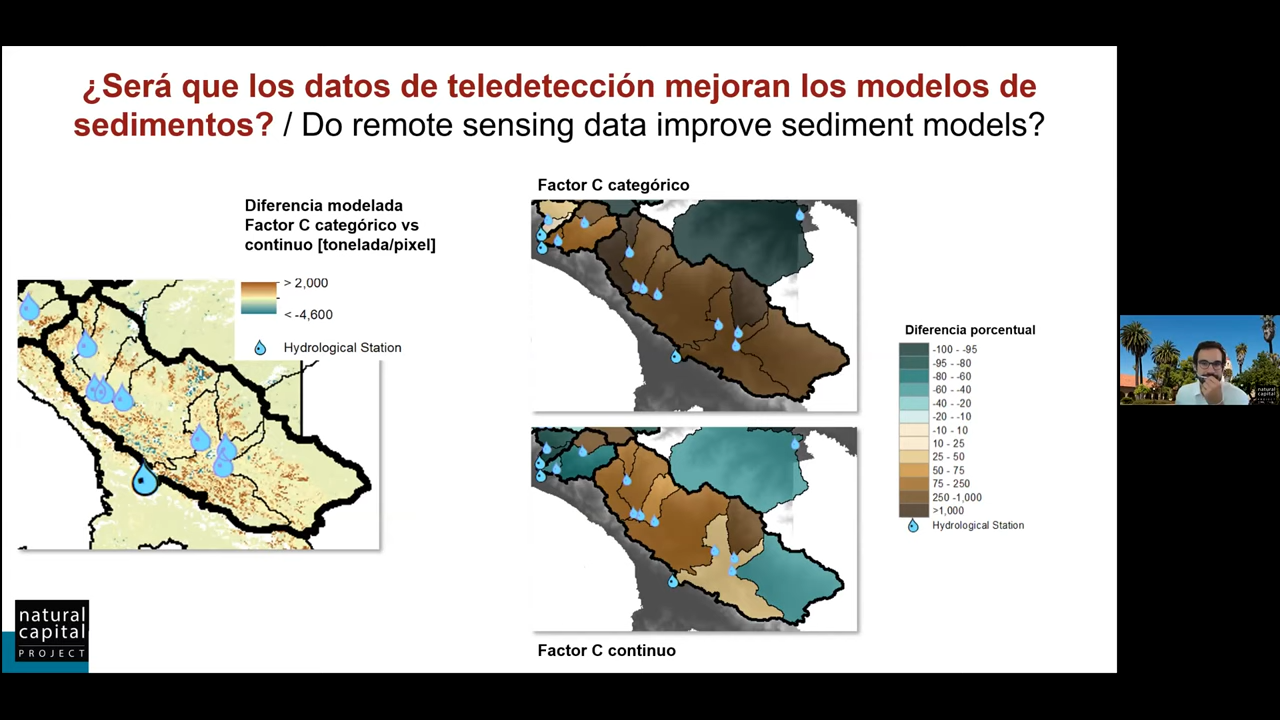 ¿Será que los datos de teledetección mejoran los modelos de
sedimentos? / Do remote sensing data improve sediment models?
Diferencia modelada
Factor C categórico vs
continuo [tonelada/pixel]
> 2,000
< -4,600
Hydrological Station
Factor C categórico
Factor C continuo
Diferencia porcentual
-100 - -95
-95 - -80
-80 - -60
-60 - -40
-40 - -20
-20 - -10
-10 - 10
10 - 25
25 - 50
50 - 75
75 - 250
250 -1,000
>1,000
Hydrological Station
natural
capital
PROJECT
natural
capital